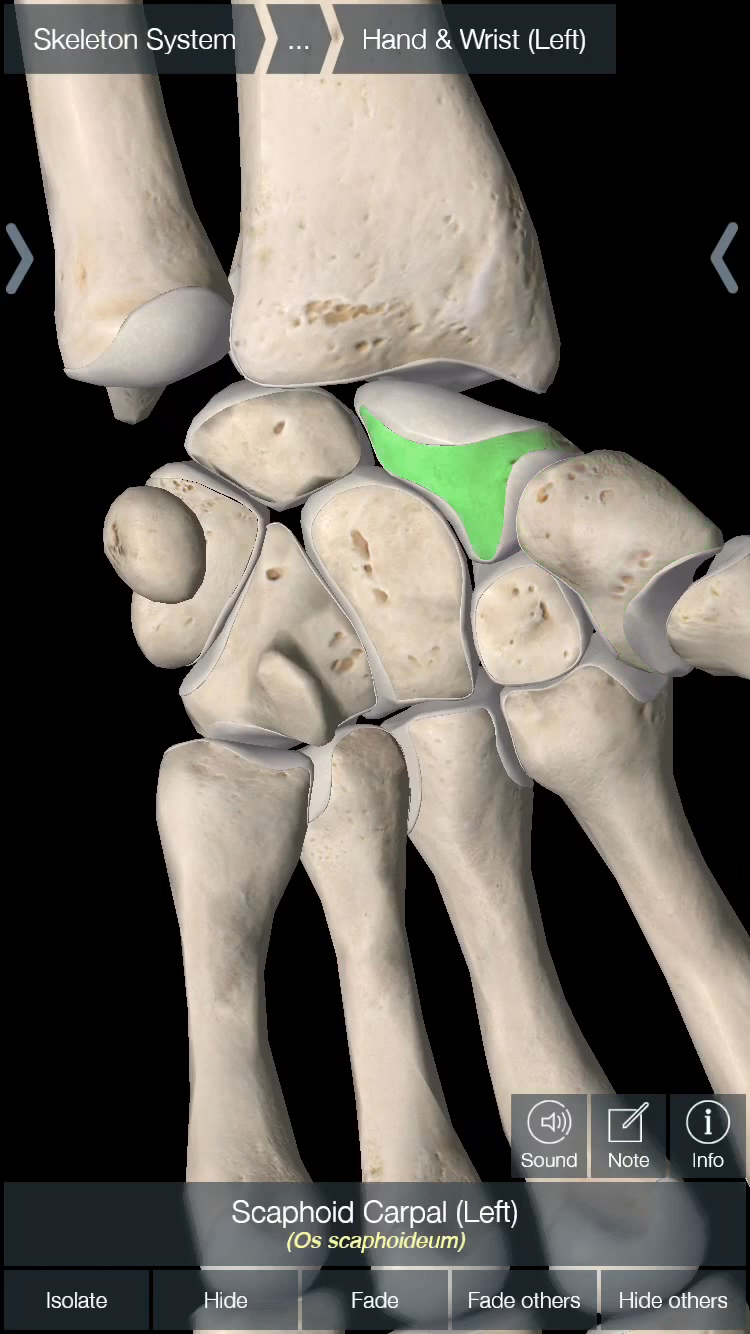 Skeleton System ... Hand & Wrist (Left)
Sound Note Info
Scaphoid Carpal (Left)
(Os scaphoideum)
Isolate Hide Fade Fade others Hide others